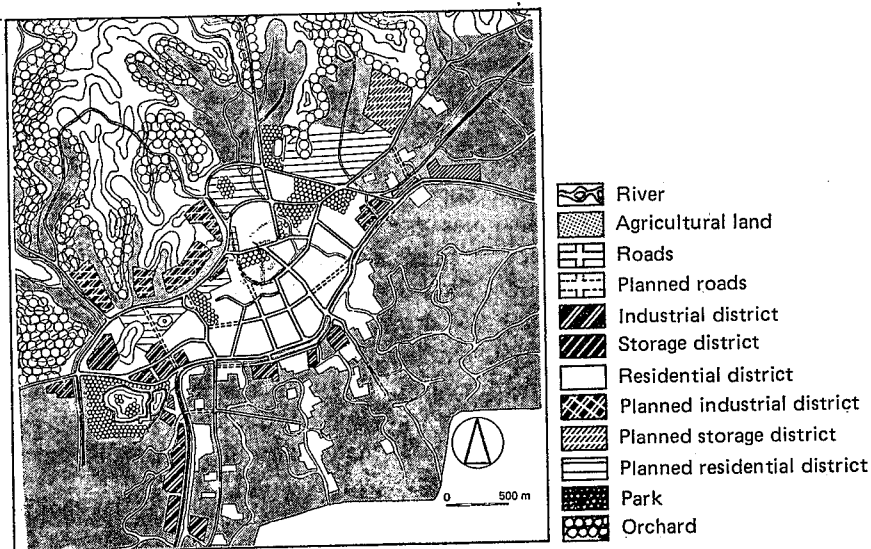 River
Agricultural land
Roads
Planned roads
Industrial district
Storage district
Residential district
Planned industrial district
Planned storage district
Planned residential district
Park
Orchard
0 500 m